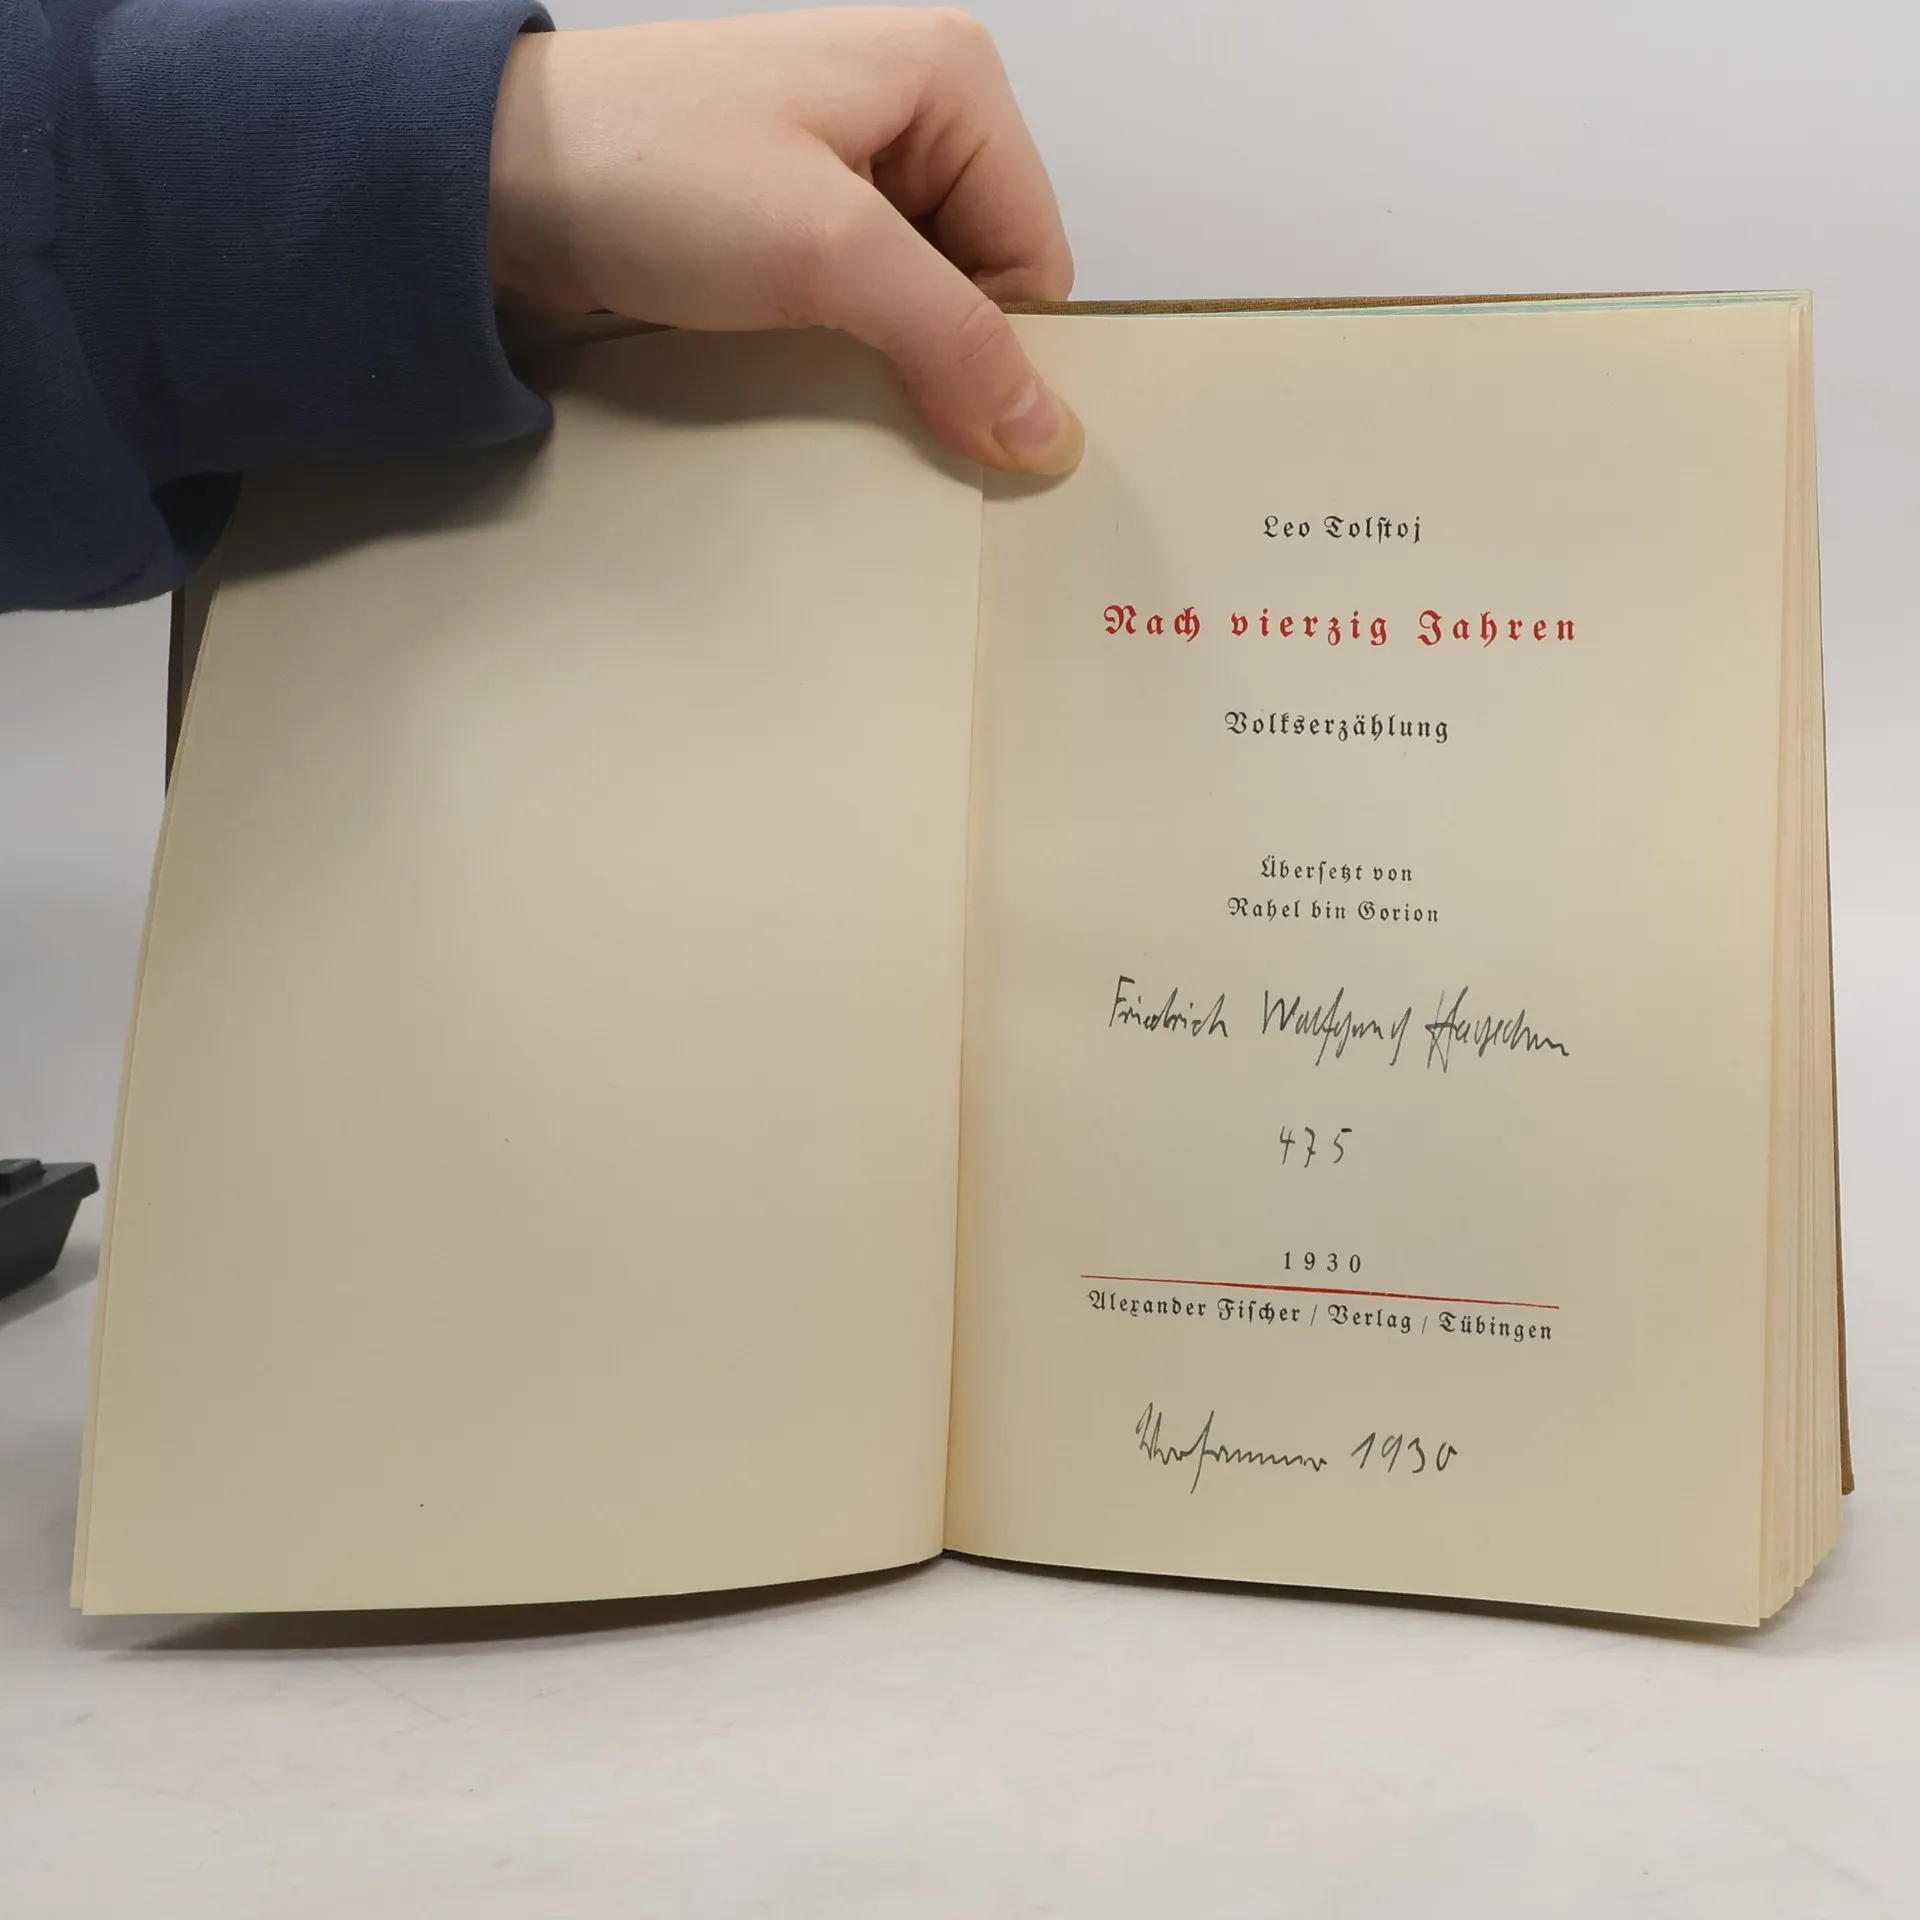 Leo Tolstoj
Nach vierzig Jahren
Volkserzählung
Übersetzt von
Rahel bin Gorion
Friedrich Wolfgang
475
1930
Alexander Fischer / Verlag / Tübingen
Vorsommer 1930